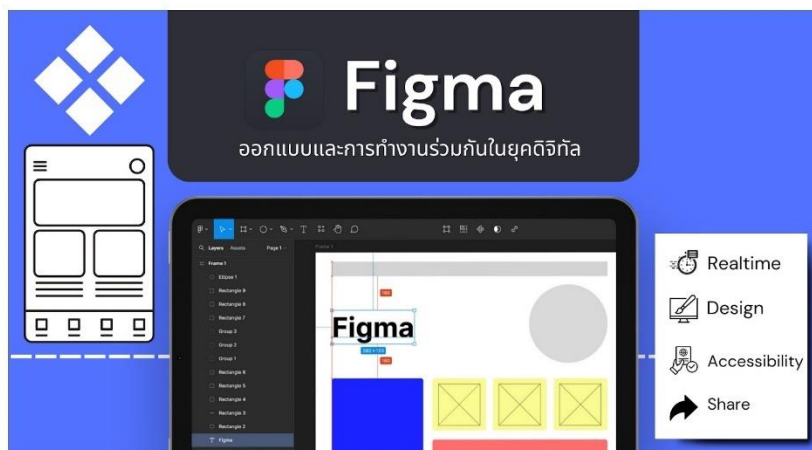 Figma
ออกแบบและการทำงานร่วมกันในยุคดิจิทัล
Layers Assets Page 1
Frame 1
Frame 1
Ellipse 1
Rectangle 9
Rectangle 8
Rectangle 7
Group 3
Group 2
Group 1
Rectangle 6
Rectangle 5
Rectangle 4
Rectangle 3
Rectangle 2
Figma
Figma
Realtime
Design
Accessibility
Share